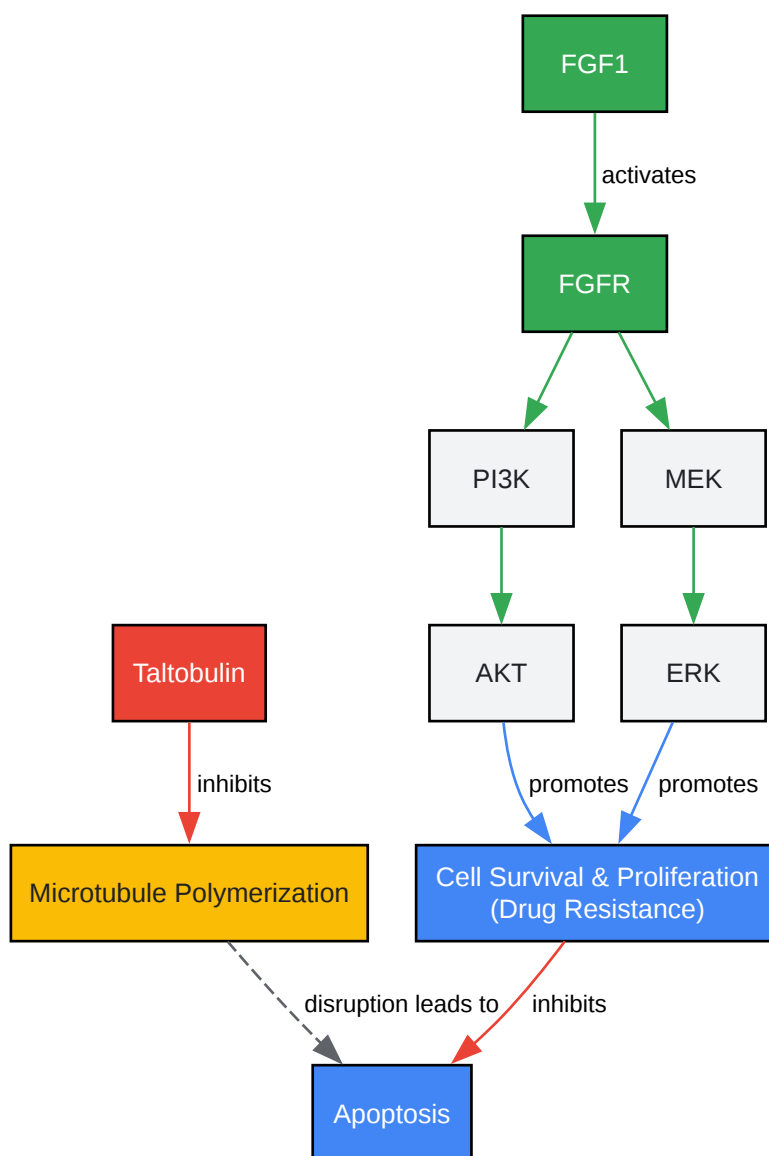 FGF1
activates
FGFR
PI3K
MEK
Taltobulin
AKT
ERK
inhibits
promotes
promotes
Microtubule Polymerization
Cell Survival & Proliferation
(Drug Resistance)
disruption leads to
inhibits
Apoptosis